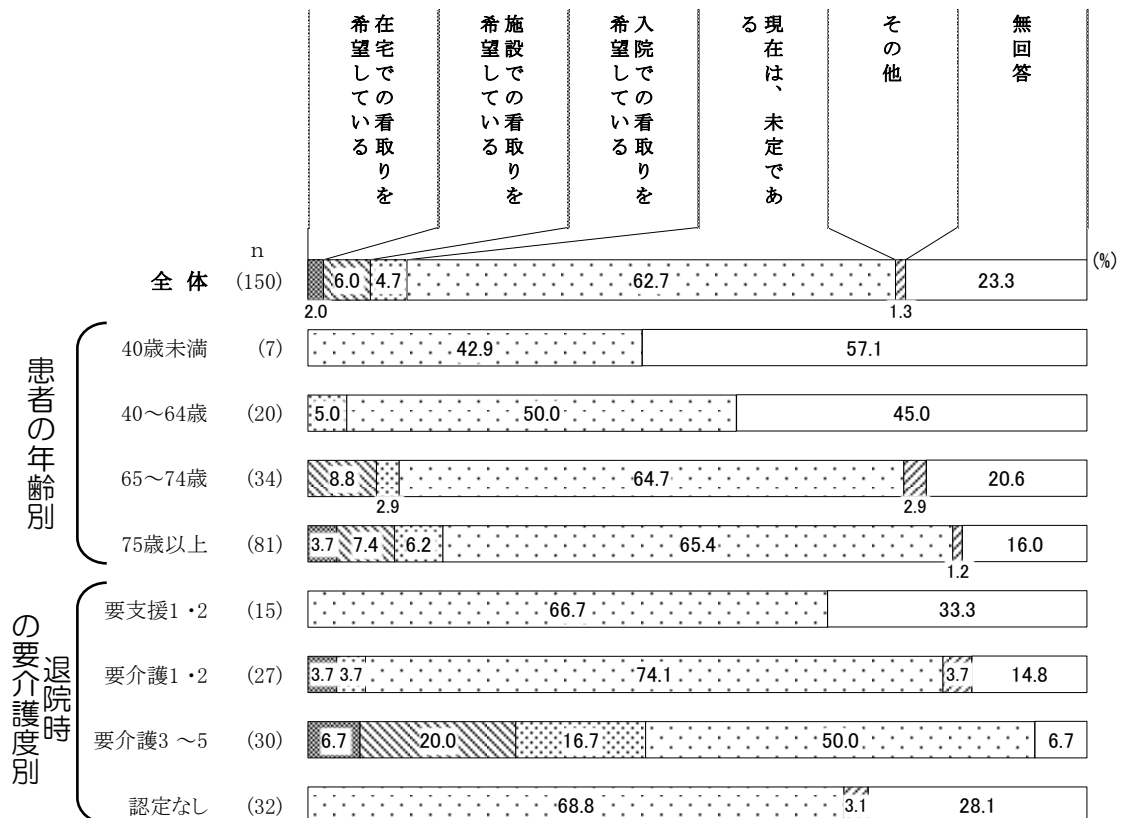 在宅での看取りを
希望している
施設での看取りを
希望している
入院での看取りを
希望している
現在は、未定であ
る
その他
無回答
(%)
n
全 体 (150) 6.0 4.7 62.7 23.3
2.0 1.3
患者の年齢別
40歳未満 (7) 42.9 57.1
40～64歳 (20) 5.0 50.0 45.0
65～74歳 (34) 8.8 64.7 20.6
2.9 2.9
75歳以上 (81) 3.7 7.4 6.2 65.4 16.0
1.2
退院時
の要介護度別
要支援1・2 (15) 66.7 33.3
要介護1・2 (27) 3.7 3.7 74.1 3.7 14.8
要介護3 ～5 (30) 6.7 20.0 16.7 50.0 6.7
認定なし (32) 68.8 3.1 28.1